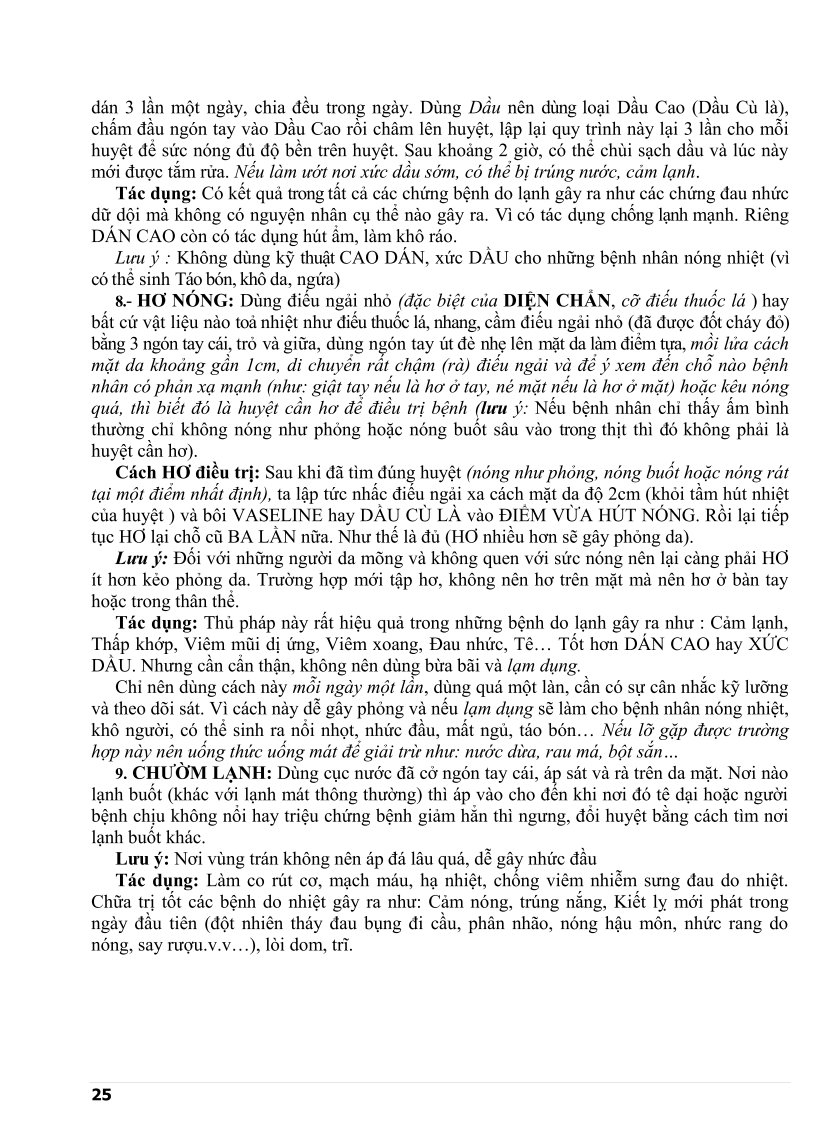 dán 3 lần một ngày, chia đều trong ngày. Dùng Dầu nên dùng loại Dầu Cao (Dầu Cù là),
chấm đầu ngón tay vào Dầu Cao rồi châm lên huyệt, lập lại quy trình này lại 3 lần cho mỗi
huyệt để sức nóng đủ độ bền trên huyệt. Sau khoảng 2 giờ, có thể chùi sạch dầu và lúc này
mới được tắm rửa. Nếu làm ướt nơi xức dầu sớm, có thể bị trúng nước, cảm lạnh.
Tác dụng: Có kết quả trong tất cả các chứng bệnh do lạnh gây ra như các chứng đau nhức
dữ dội mà không có nguyện nhân cụ thể nào gây ra. Vì có tác dụng chống lạnh mạnh. Riêng
DÁN CAO còn có tác dụng hút ẩm, làm khô ráo.
Lưu ý : Không dùng kỹ thuật CAO DÁN, xức DẦU cho những bệnh nhân nóng nhiệt (vì
có thể sinh Táo bón, khô da, ngứa)
8.- HƠ NÓNG: Dùng điếu ngải nhỏ (đặc biệt của DIỆN CHẨN, cỡ điếu thuốc lá ) hay
bất cứ vật liệu nào toả nhiệt như điếu thuốc lá, nhang, cầm điếu ngải nhỏ (đã được đốt cháy đỏ)
bằng 3 ngón tay cái, trỏ và giữa, dùng ngón tay út đè nhẹ lên mặt da làm điểm tựa, mồi lửa cách
mặt da khoảng gần 1cm, di chuyển rất chậm (rà) điếu ngải và để ý xem đến chỗ nào bệnh
nhân có phản xạ mạnh (như: giật tay nếu là hơ ở tay, né mặt nếu là hơ ở mặt) hoặc kêu nóng
quá, thì biết đó là huyệt cần hơ để điều trị bệnh (lưu ý: Nếu bệnh nhân chỉ thấy ấm bình
thường chỉ không nóng như phỏng hoặc nóng buốt sâu vào trong thịt thì đó không phải là
huyệt cần hơ).
Cách HƠ điều trị: Sau khi đã tìm đúng huyệt (nóng như phỏng, nóng buốt hoặc nóng rát
tại một điểm nhất định), ta lập tức nhấc điếu ngải xa cách mặt da độ 2cm (khỏi tầm hút nhiệt
của huyệt ) và bôi VASELINE hay DẦU CÙ LÀ vào ĐIỂM VỪA HÚT NÓNG. Rồi lại tiếp
tục HƠ lại chỗ cũ BA LẦN nữa. Như thế là đủ (HƠ nhiều hơn sẽ gây phỏng da).
Lưu ý: Đối với những người da mõng và không quen với sức nóng nên lại càng phải HƠ
ít hơn kẻo phỏng da. Trường hợp mới tập hơ, không nên hơ trên mặt mà nên hơ ở bàn tay
hoặc trong thân thể.
Tác dụng: Thủ pháp này rất hiệu quả trong những bệnh do lạnh gây ra như : Cảm lạnh,
Thấp khớp, Viêm mũi dị ứng, Viêm xoang, Đau nhức, Tê… Tốt hơn DÁN CAO hay XỨC
DẦU. Nhưng cần cẩn thận, không nên dùng bừa bãi và lạm dụng.
Chỉ nên dùng cách này mỗi ngày một lần, dùng quá một làn, cần có sự cân nhắc kỹ lưỡng
và theo dõi sát. Vì cách này dễ gây phỏng và nếu lạm dụng sẽ làm cho bệnh nhân nóng nhiệt,
khô người, có thể sinh ra nổi nhọt, nhức đầu, mất ngủ, táo bón… Nếu lỡ gặp được trường
hợp này nên uống thức uống mát để giải trừ như: nước dừa, rau má, bột sắn…
9. CHƯỜM LẠNH: Dùng cục nước đã cở ngón tay cái, áp sát và rà trên da mặt. Nơi nào
lạnh buốt (khác với lạnh mát thông thường) thì áp vào cho đến khi nơi đó tê dại hoặc người
bệnh chịu không nổi hay triệu chứng bệnh giảm hẳn thì ngưng, đổi huyệt bằng cách tìm nơi
lạnh buốt khác.
Lưu ý: Nơi vùng trán không nên áp đá lâu quá, dễ gây nhức đầu
Tác dụng: Làm co rút cơ, mạch máu, hạ nhiệt, chống viêm nhiễm sưng đau do nhiệt.
Chữa trị tốt các bệnh do nhiệt gây ra như: Cảm nóng, trúng nắng, Kiết lỵ mới phát trong
ngày đầu tiên (đột nhiên tháy đau bụng đi cầu, phân nhão, nóng hậu môn, nhức rang do
nóng, say rượu.v.v…), lòi dom, trĩ.
25